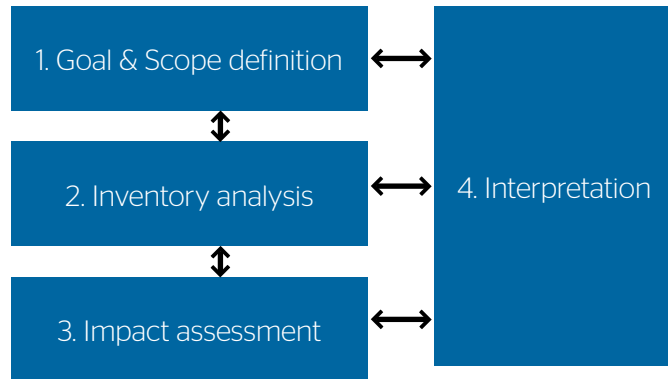 1. Goal & Scope definition
2. Inventory analysis
4. Interpretation
3. Impact assessment